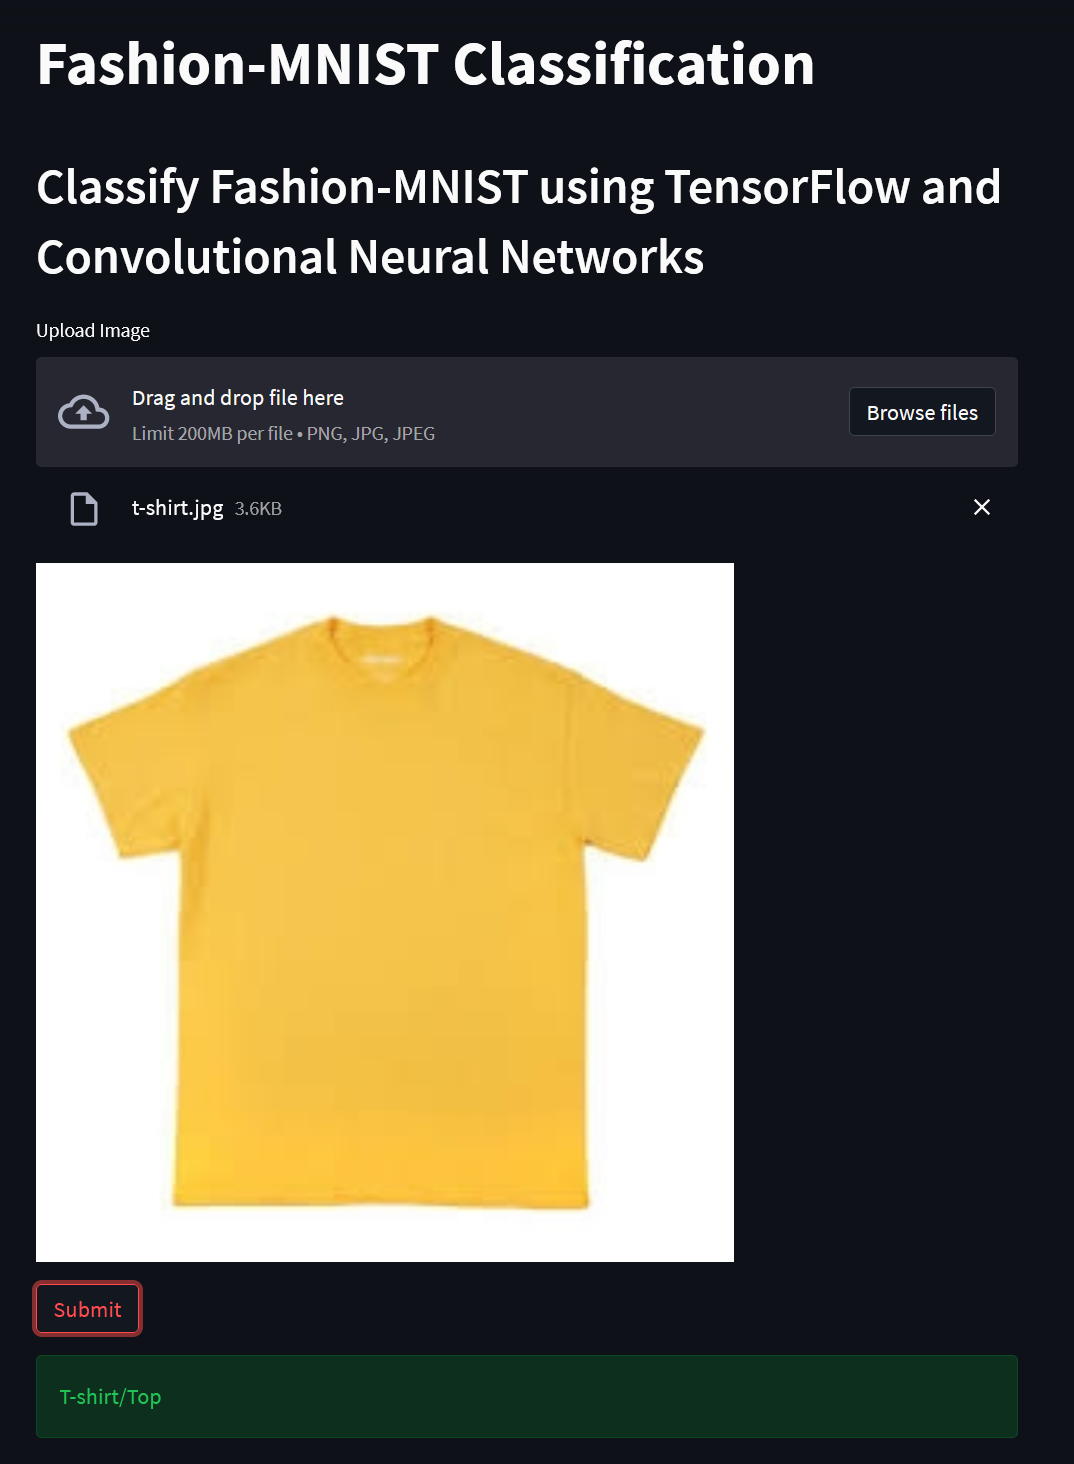 Fashion-MNIST Classification
Classify Fashion-MNIST using TensorFlow and
Convolutional Neural Networks
Upload Image
Drag and drop file here
Browse files
Limit 200MB per file • PNG, JPG, JPEG
t-shirt.jpg 3.6KB
Submit
T-shirt/Top